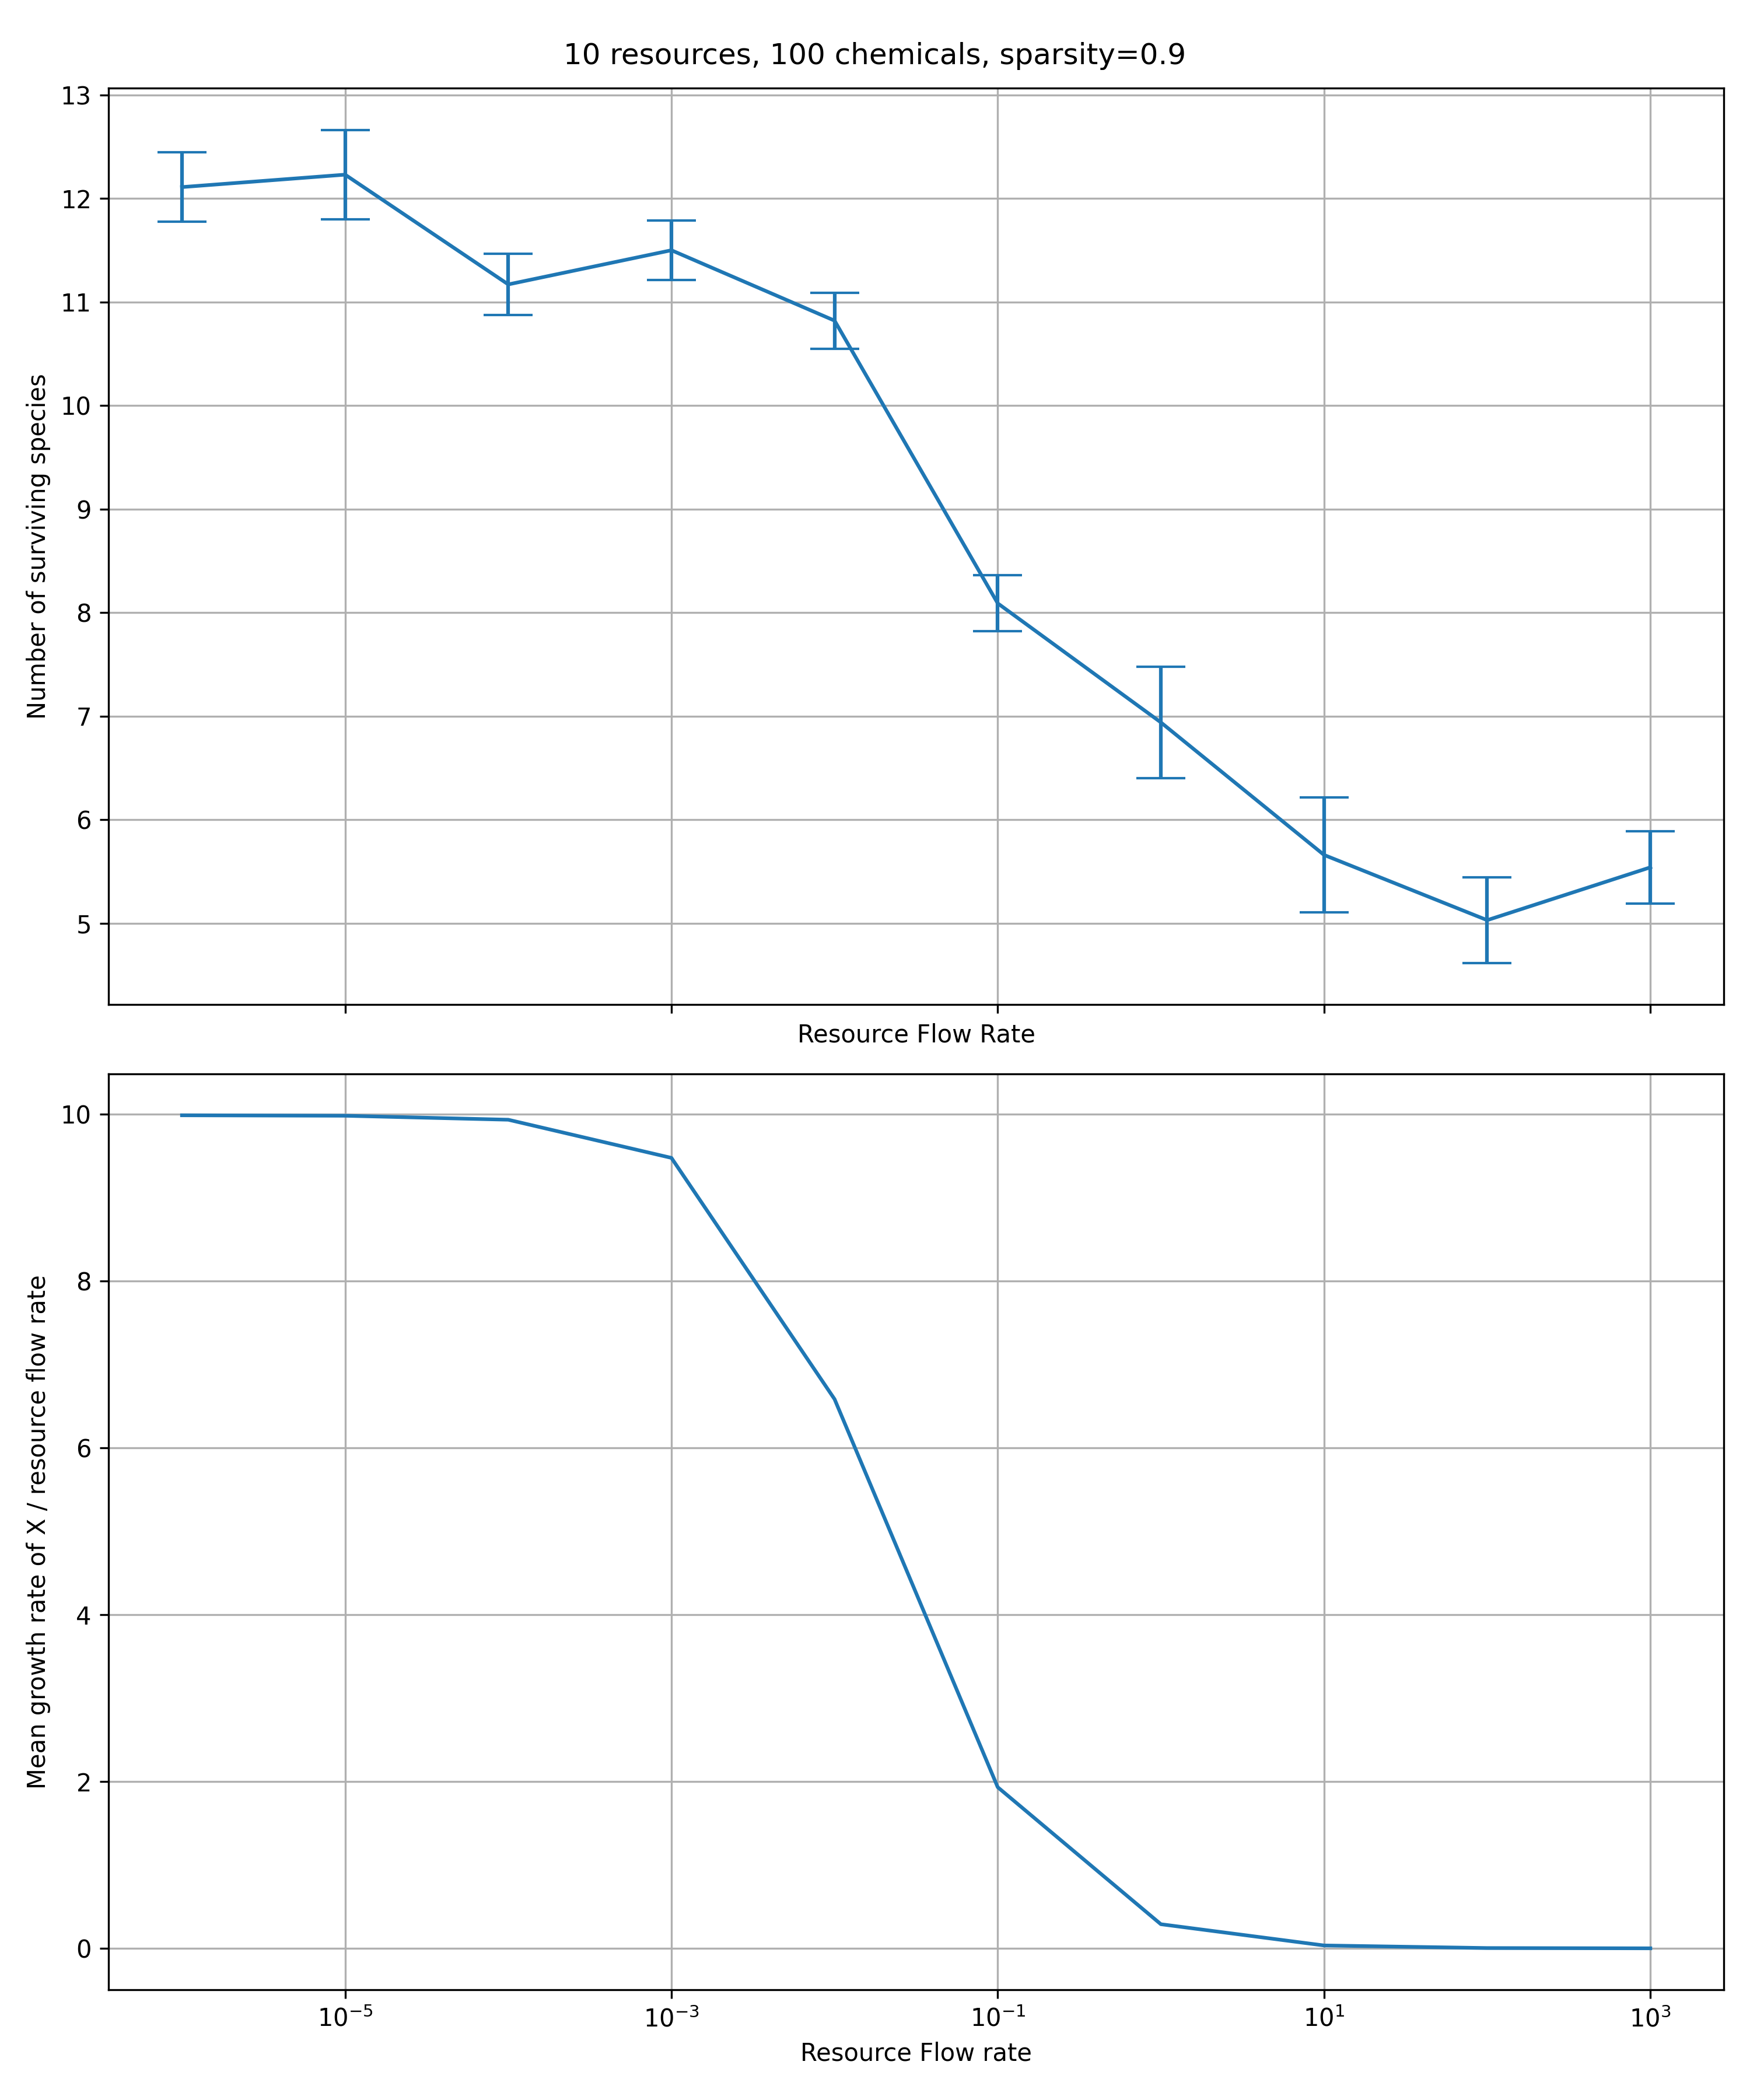 10 resources, 100 chemicals, sparsity=0.9
13
12
11
10
9
8
7
6
5
Number of surviving species
Resource Flow Rate
10
8
6
4
2
0
Mean growth rate of X / resource flow rate
10⁻⁵ 10⁻³ 10⁻¹ 10¹ 10³
Resource Flow rate